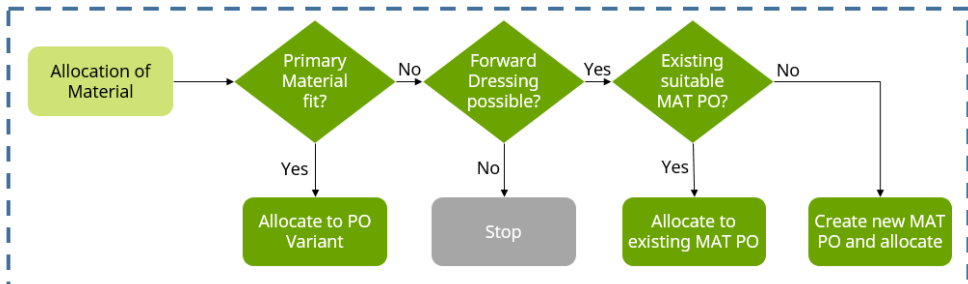 Allocation of
Material
Primary
Material
fit?
No
Forward
Dressing
possible?
Yes
Existing
suitable
MAT PO?
No
Yes
No
Yes
Allocate to PO
Variant
Stop
Allocate to
existing MAT PO
Create new MAT
PO and allocate